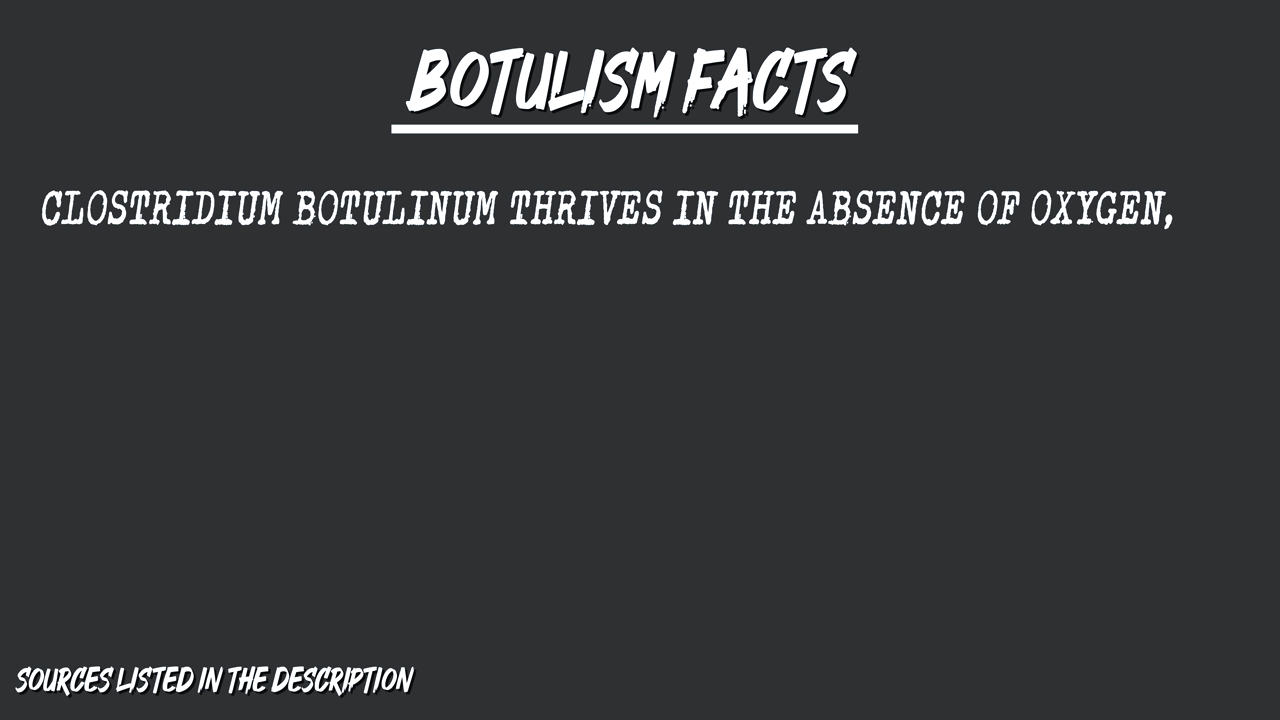 BOTULISM FACTS
CLOSTRIDIUM BOTULINUM THRIVES IN THE ABSENCE OF OXYGEN,
SOURCES LISTED IN THE DESCRIPTION